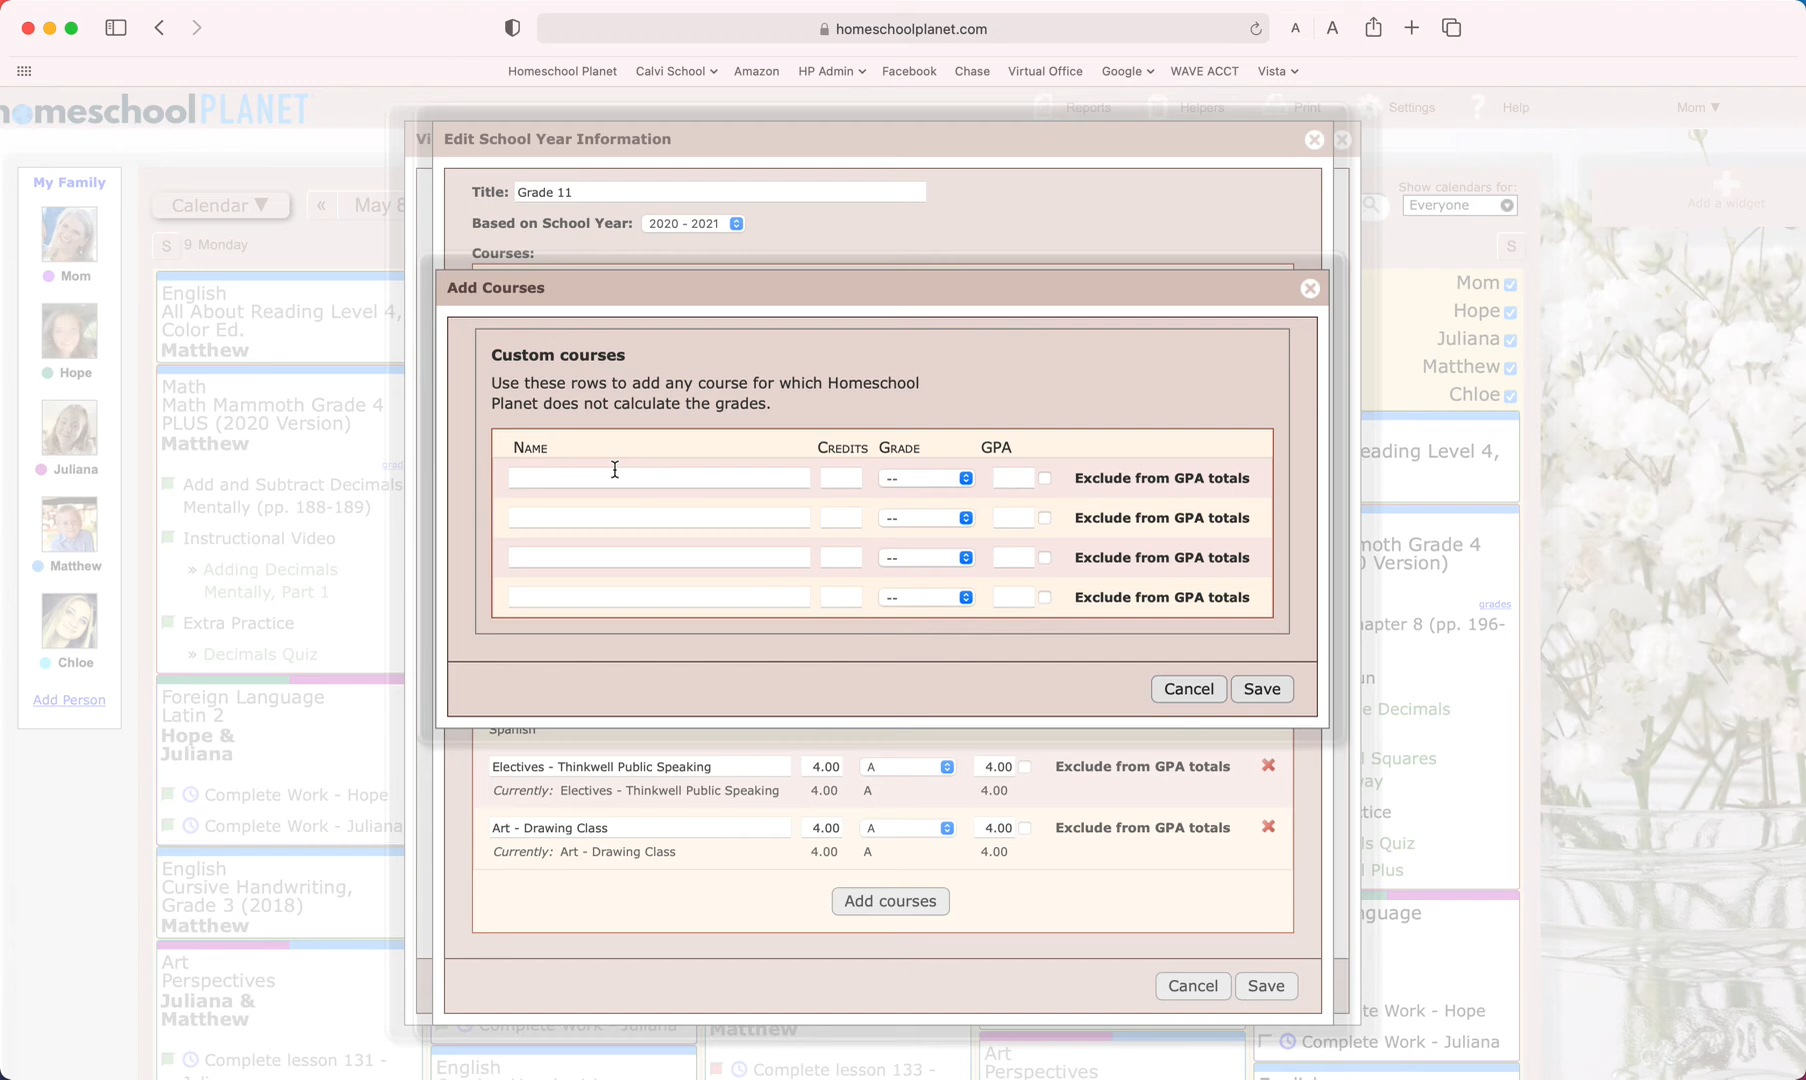 homeschoolplanet.com
A
A
Homeschool Planet
Calvi School
Amazon
HP Admin
Facebook
Chase
Virtual Office
Google
WAVE ACCT
Vista
homeschoolPLANET
Reports
Helpers
Print
Settings
Help
Mom ▼
My Family
Mom
Hope
Juliana
Matthew
Chloe
Add Person
Calendar ▼
«
May 8
Show calendars for:
Everyone
Add a widget
S
9 Monday
S
Mom
Hope
Juliana
Matthew
Chloe
English
All About Reading Level 4,
Color Ed.
Matthew
Math
Math Mammoth Grade 4
PLUS (2020 Version)
Matthew
grad
Add and Subtract Decimals
Mentally (pp. 188-189)
Instructional Video
» Adding Decimals
Mentally, Part 1
Extra Practice
» Decimals Quiz
Foreign Language
Latin 2
Hope &
Juliana
Complete Work - Hope
Complete Work - Juliana
English
Cursive Handwriting,
Grade 3 (2018)
Matthew
Art
Perspectives
Juliana &
Matthew
Complete lesson 131 -
Vi
Edit School Year Information
Title: Grade 11
Based on School Year: 2020 - 2021
Courses:
Add Courses
Custom courses
Use these rows to add any course for which Homeschool
Planet does not calculate the grades.
Name Credits Grade GPA
-- Exclude from GPA totals
-- Exclude from GPA totals
-- Exclude from GPA totals
-- Exclude from GPA totals
Cancel Save
Spanish
Electives - Thinkwell Public Speaking 4.00 A 4.00 Exclude from GPA totals
Currently: Electives - Thinkwell Public Speaking 4.00 A 4.00
Art - Drawing Class 4.00 A 4.00 Exclude from GPA totals
Currently: Art - Drawing Class 4.00 A 4.00
Add courses
Cancel Save
Complete Work - Juliana
English
Matthew
Complete lesson 133 -
Art
Perspectives
eading Level 4,
moth Grade 4
0 Version)
grades
apter 8 (pp. 196-
un
e Decimals
l Squares
way
tice
ls Quiz
l Plus
nguage
te Work - Hope
Complete Work - Juliana